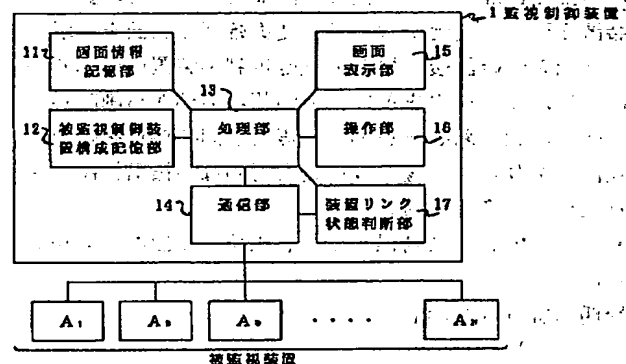 1 監視制御装置
11
画面情報
記憶部
15
画面
表示部
13
12
被監視制御装
置構成記憶部
処理部
操作部
16
14
通信部
装置リンク
状態判断部
17
A1
A
A
‥‥
AN
被監視装置